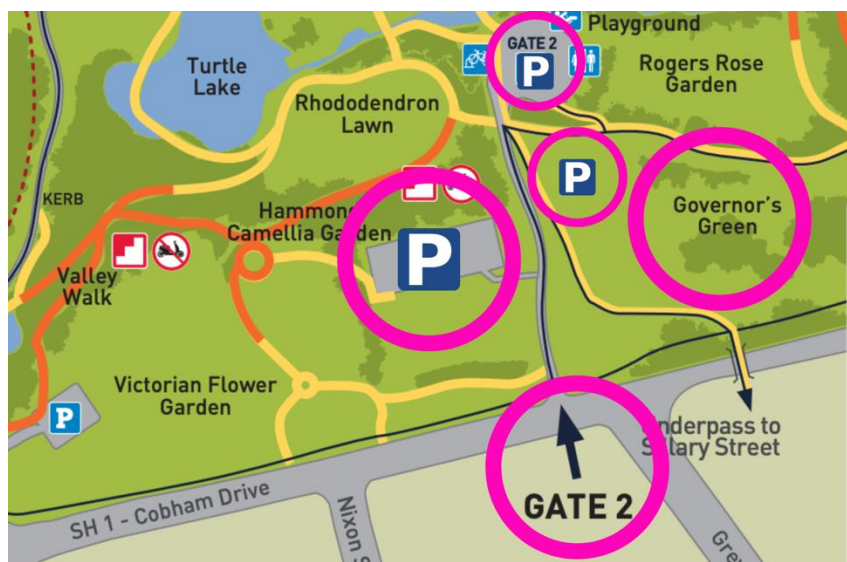 Playground
GATE 2
P
Turtle
Lake
Rogers Rose
Garden
Rhododendron
Lawn
P
KERB
Hammond
Camellia Garden
P
Governor's
Green
Valley
Walk
Victorian Flower
Garden
P
Underpass to
Street
SH 1 - Cobham Drive
Nixon
GATE 2
Grey